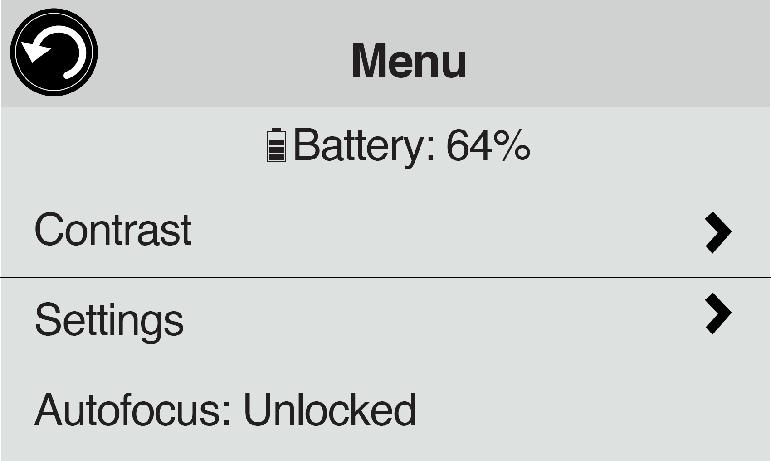 Menu
Battery: 64%
Contrast
Settings
Autofocus: Unlocked